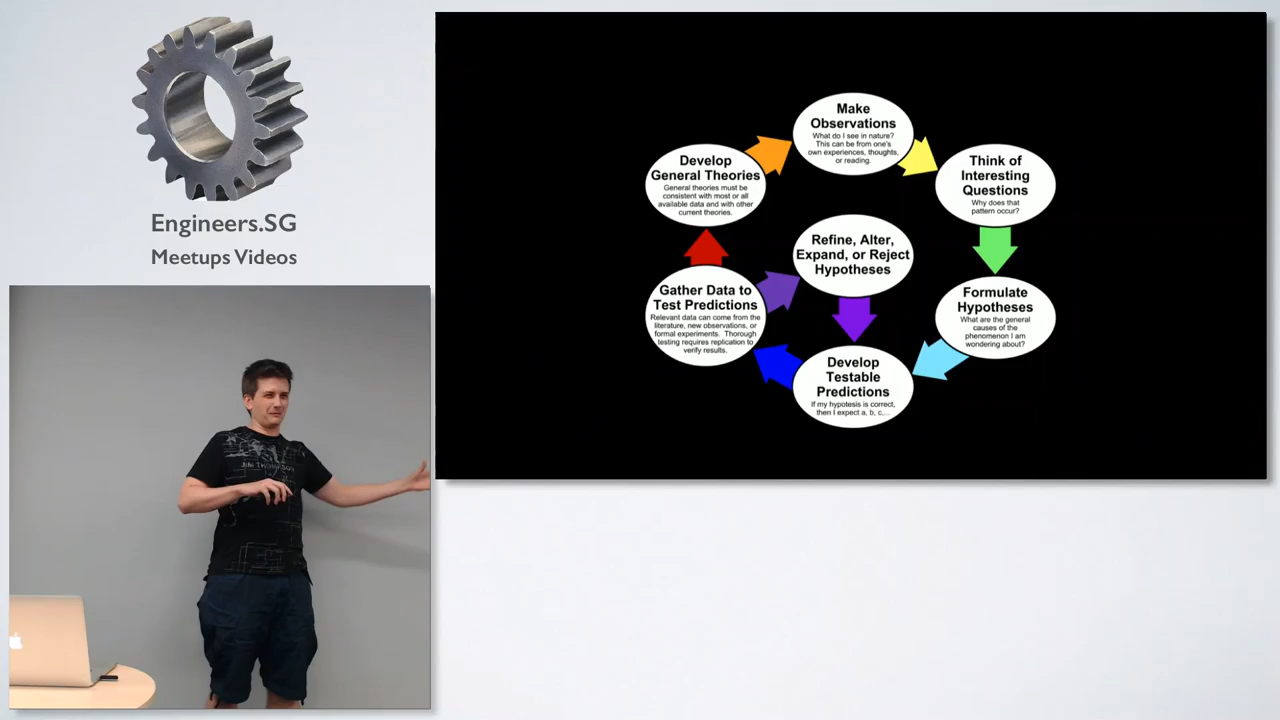 Engineers.SG
Meetups Videos
JIM THOMPSON
Make
Observations
What do I see in nature?
This can be from one's
own experiences, thoughts,
or reading.
Think of
Interesting
Questions
Why does that
pattern occur?
Formulate
Hypotheses
What are the general
causes of the
phenomenon I am
wondering about?
Develop
Testable
Predictions
If my hypotesis is correct,
then I expect a, b, c,...
Gather Data to
Test Predictions
Relevant data can come from the
literature, new observations, or
formal experiments. Thorough
testing requires replication to
verify results.
Refine, Alter,
Expand, or Reject
Hypotheses
Develop
General Theories
General theories must be
consistent with most or all
available data and with other
current theories.